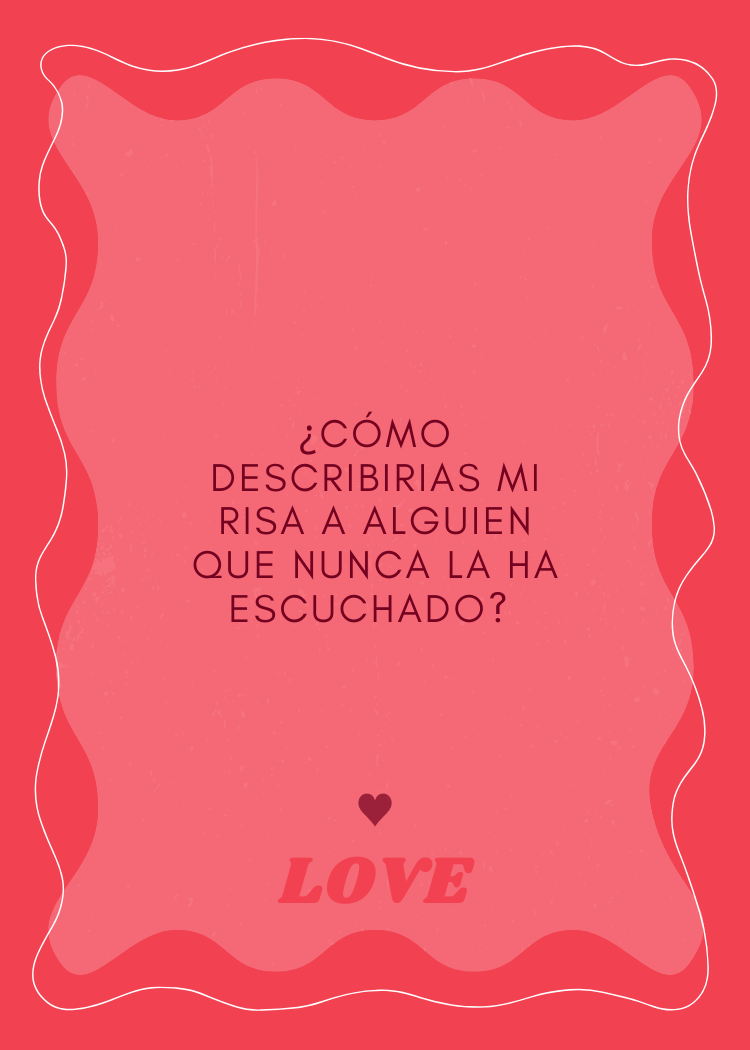 ¿CÓMO
DESCRIBIRIAS MI
RISA A ALGUIEN
QUE NUNCA LA HA
ESCUCHADO?
LOVE